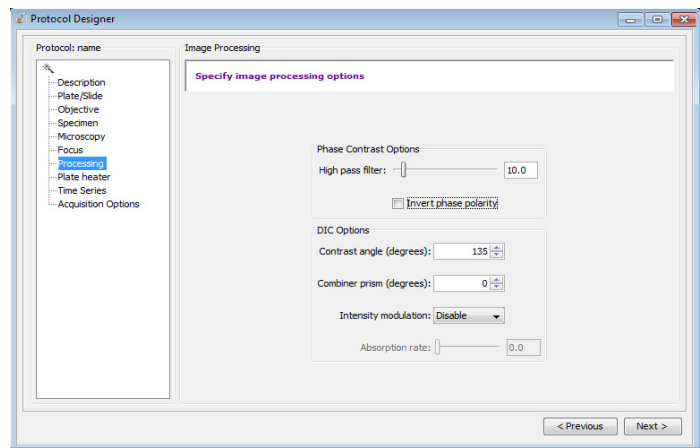 Protocol Designer
Protocol: name
Description
Plate/Slide
Objective
Specimen
Microscopy
Focus
Processing
Plate heater
Time Series
Acquisition Options
Image Processing
Specify image processing options
Phase Contrast Options
High pass filter: 10.0
Invert phase polarity
DIC Options
Contrast angle (degrees): 135
Combiner prism (degrees): 0
Intensity modulation: Disable
Absorption rate: 0.0
< Previous Next >